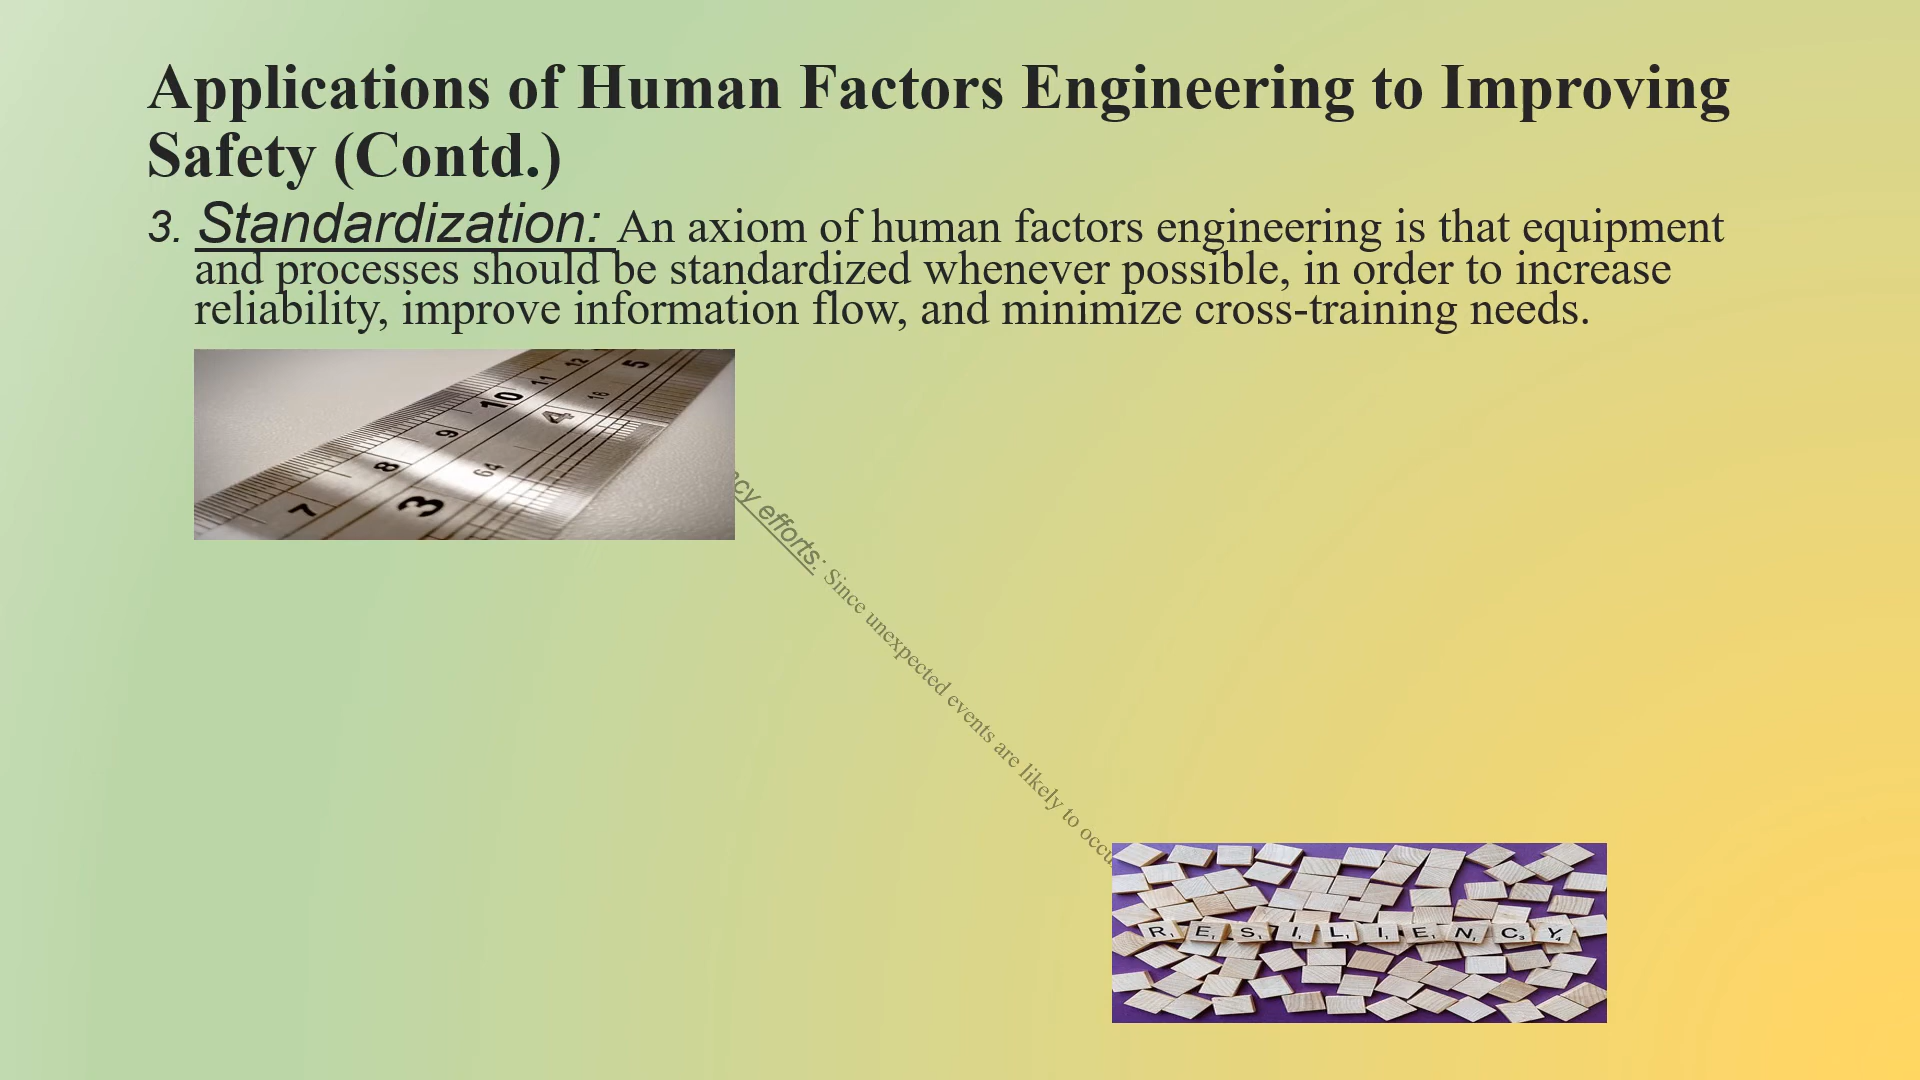 Applications of Human Factors Engineering to Improving
Safety (Contd.)
3. Standardization: An axiom of human factors engineering is that equipment
and processes should be standardized whenever possible, in order to increase
reliability, improve information flow, and minimize cross-training needs.
12
5
11
16
10
4
9
8
64
7
3
efforts: Since unexpected events are likely to
RESILIENCY